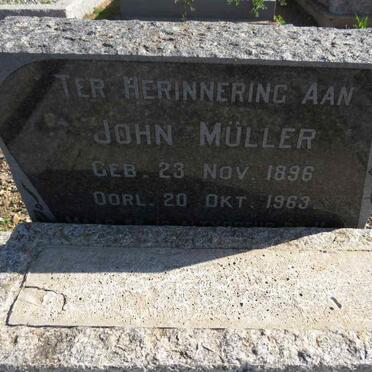 TER HERINNERING AAN
JOHN MÜLLER
GEB. 23 NOV. 1896
OORL. 20 OKT. 1963